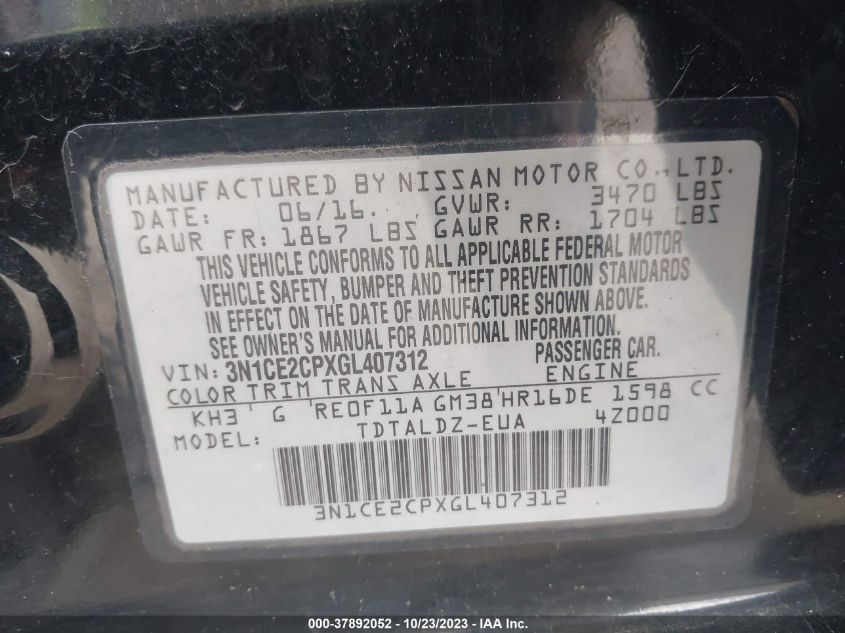 MANUFACTURED BY NISSAN MOTOR CO., LTD.
DATE: 06/16. GVWR: 3470 LBS
GAWR FR: 1867 LBS GAWR RR: 1704 LBS
THIS VEHICLE CONFORMS TO ALL APPLICABLE FEDERAL MOTOR
VEHICLE SAFETY, BUMPER AND THEFT PREVENTION STANDARDS
IN EFFECT ON THE DATE OF MANUFACTURE SHOWN ABOVE.
SEE OWNER'S MANUAL FOR ADDITIONAL INFORMATION.
VIN: 3N1CE2CPXGL407312 PASSENGER CAR.
COLOR TRIM TRANS AXLE ENGINE
KH3 G RE0F11A GM38 HR16DE 1598 CC
MODEL: TDTALDZ-EUA 4Z000
3N1CE2CPXGL407312
000-37892052 - 10/23/2023 - IAA, Inc.